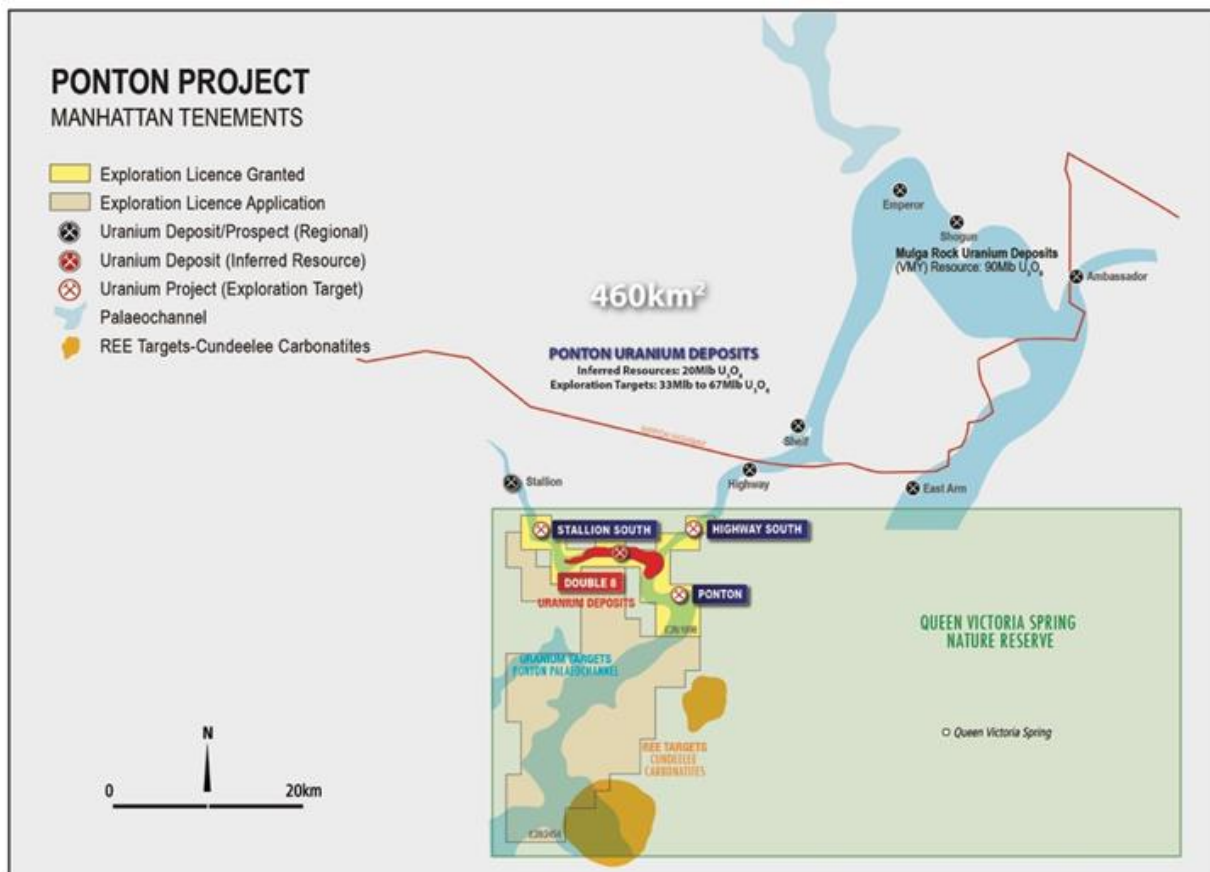 PONTON PROJECT
MANHATTAN TENEMENTS
Exploration Licence Granted
Exploration Licence Application
Uranium Deposit/Prospect (Regional)
Uranium Deposit (Inferred Resource)
Uranium Project (Exploration Target)
Palaeochannel
REE Targets-Cundeelee Carbonatites
Emperor
Shogun
Mulga Rock Uranium Deposits
(VMY) Resource: 90Mlb U₃O₈
Ambassador
460km²
PONTON URANIUM DEPOSITS
Inferred Resources: 20Mlb U₃O₈
Exploration Targets: 33Mlb to 67Mlb U₃O₈
Shelf
Highway
Stallion
East Arm
STALLION SOUTH
HIGHWAY SOUTH
DOUBLE 8
URANIUM DEPOSITS
PONTON
QUEEN VICTORIA SPRING
NATURE RESERVE
URANIUM TARGETS
PONTON PALAEOCHANNEL
Queen Victoria Spring
REE TARGETS
CUNDEELEE
CARBONATITES
N
0 20km